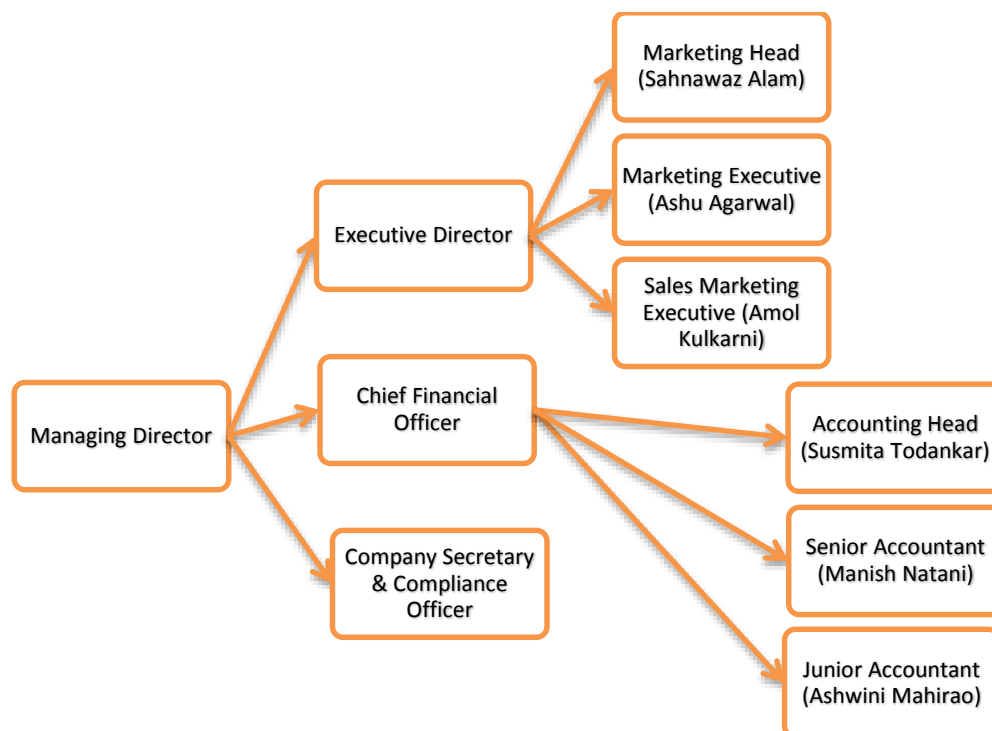 Marketing Head
(Sahnawaz Alam)
Marketing Executive
(Ashu Agarwal)
Executive Director
Sales Marketing
Executive (Amol
Kulkarni)
Managing Director
Chief Financial
Officer
Accounting Head
(Susmita Todankar)
Senior Accountant
(Manish Natani)
Company Secretary
& Compliance
Officer
Junior Accountant
(Ashwini Mahirao)